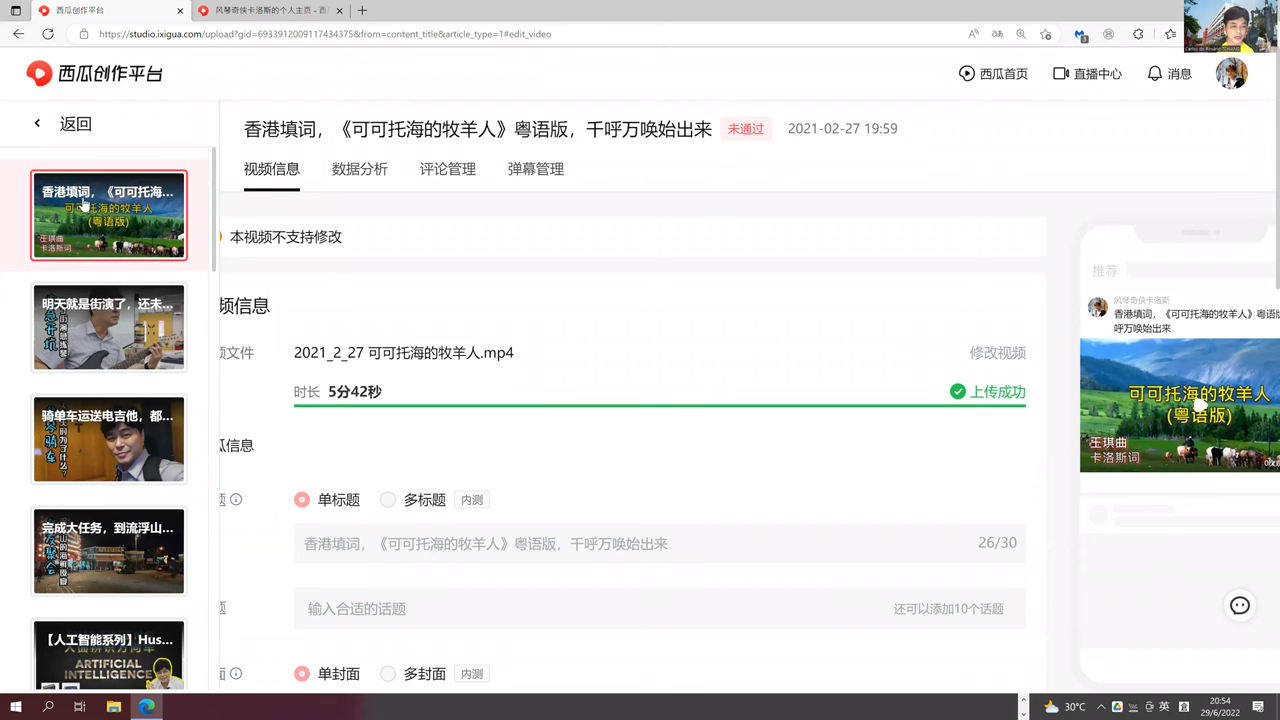 西瓜创作平台
风琴奇侠卡洛斯的个人主页 - 西
https://studio.ixigua.com/upload?gid=6933912009117434375&from=content_title&article_type=1#edit_video
西瓜创作平台
西瓜首页
直播中心
消息
返回
香港填词，《可可托海的牧羊人》粤语版，千呼万唤始出来
未通过
2021-02-27 19:59
视频信息
数据分析
评论管理
弹幕管理
香港填词，《可可托海...
可可托海的牧羊人
(粤语版)
王琪曲
卡洛斯词
明天就是街演了，还未...
骑单车运送电吉他，都...
完成大任务，到流浮山...
【人工智能系列】Hus...
ARTIFICIAL
INTELLIGENCE
本视频不支持修改
频信息
2021_2_27 可可托海的牧羊人.mp4
修改视频
时长 5分42秒
上传成功
瓜信息
单标题
多标题
内测
香港填词，《可可托海的牧羊人》粤语版，千呼万唤始出来
26/30
输入合适的话题
还可以添加10个话题
单封面
多封面
内测
推荐
风琴奇侠卡洛斯
香港填词，《可可托海的牧羊人》粤语版
呼万唤始出来
可可托海的牧羊人
(粤语版)
王琪曲
卡洛斯词
30°C
英
20:54
29/6/2022